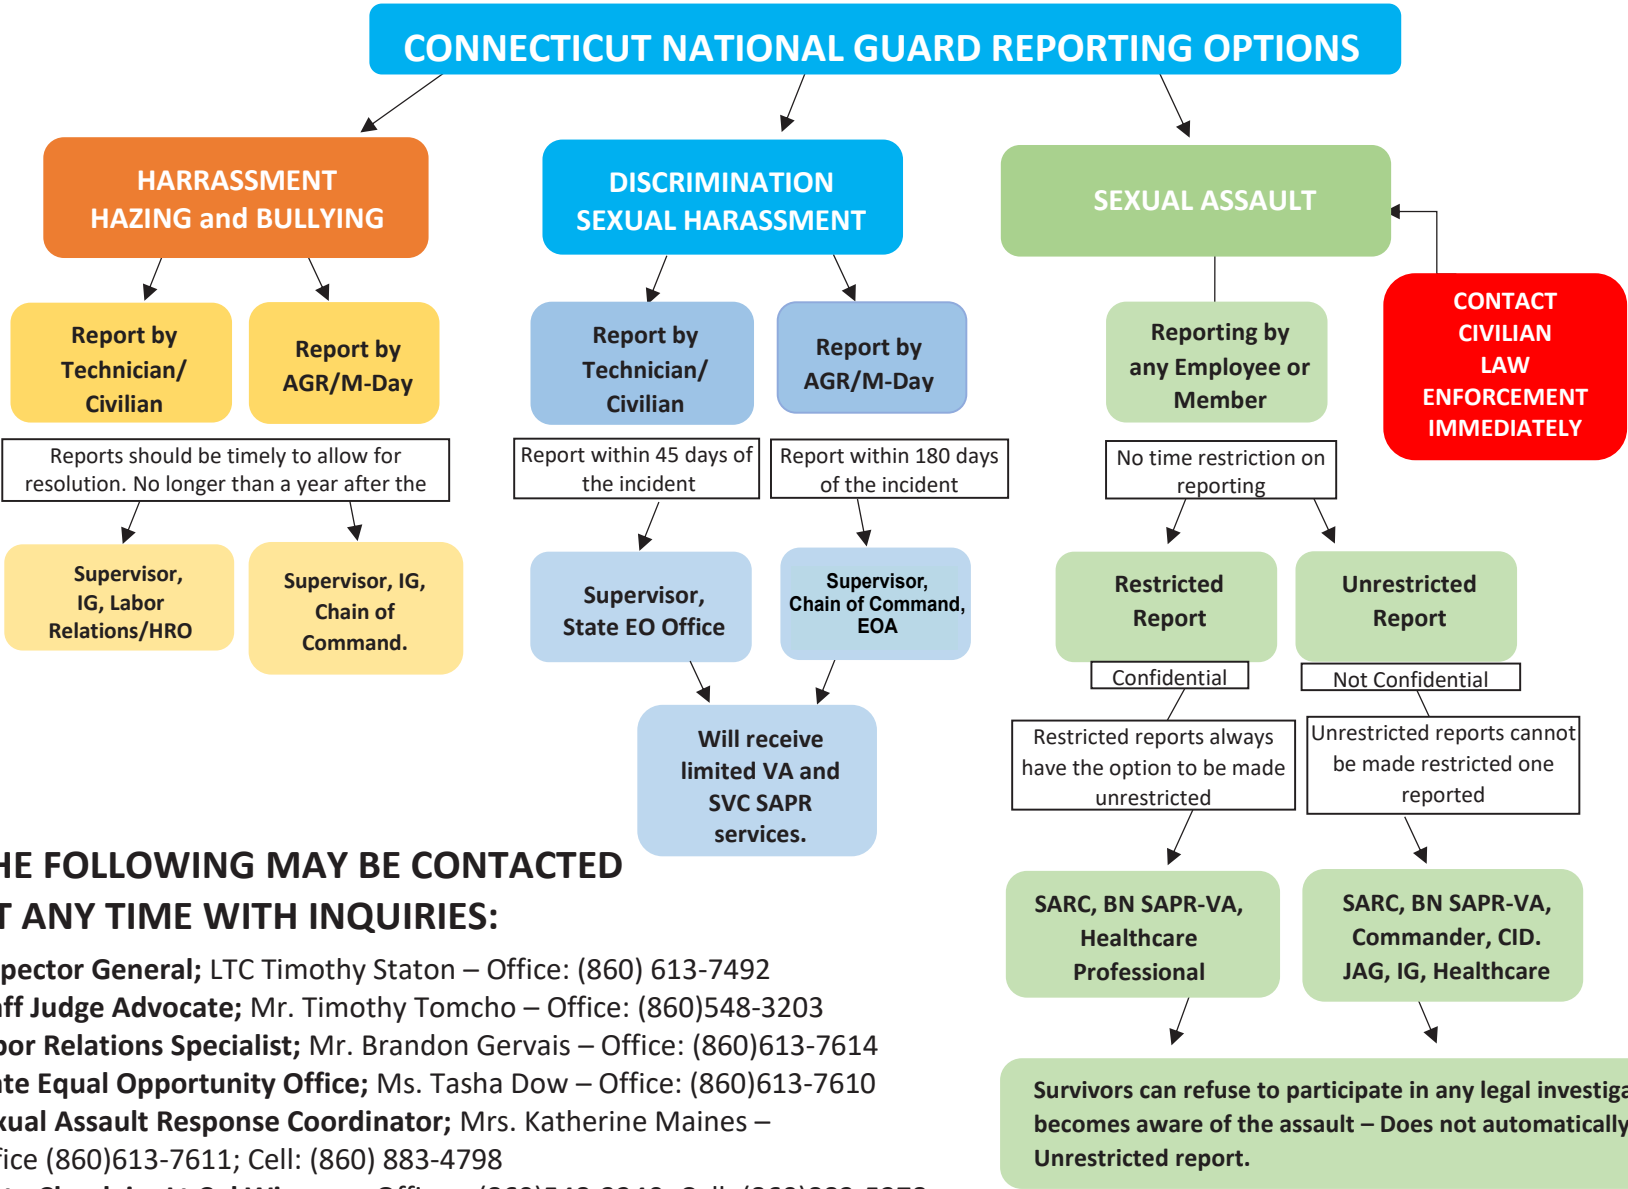 CONNECTICUT NATIONAL GUARD REPORTING OPTIONS
HARRASSMENT
HAZING and BULLYING
Report by
Technician/
Civilian
Report by
AGR/M-Day
Reports should be timely to allow for
resolution. No longer than a year after the
Supervisor,
IG, Labor
Relations/HRO
Supervisor, IG,
Chain of
Command.
DISCRIMINATION
SEXUAL HARASSMENT
Report by
Technician/
Civilian
Report by
AGR/M-Day
Report within 45 days of
the incident
Report within 180 days
of the incident
Supervisor,
State EO Office
Supervisor,
Chain of Command,
EOA
Will receive
limited VA and
SVC SAPR
services.
SEXUAL ASSAULT
CONTACT
CIVILIAN
LAW
ENFORCEMENT
IMMEDIATELY
Reporting by
any Employee or
Member
No time restriction on
reporting
Restricted
Report
Unrestricted
Report
Confidential
Not Confidential
Restricted reports always
have the option to be made
unrestricted
Unrestricted reports cannot
be made restricted one
reported
SARC, BN SAPR-VA,
Healthcare
Professional
SARC, BN SAPR-VA,
Commander, CID.
JAG, IG, Healthcare
Survivors can refuse to participate in any legal investiga
becomes aware of the assault – Does not automatically
Unrestricted report.
HE FOLLOWING MAY BE CONTACTED
T ANY TIME WITH INQUIRIES:
pector General; LTC Timothy Staton – Office: (860) 613-7492
ff Judge Advocate; Mr. Timothy Tomcho – Office: (860)548-3203
bor Relations Specialist; Mr. Brandon Gervais – Office: (860)613-7614
ate Equal Opportunity Office; Ms. Tasha Dow – Office: (860)613-7610
xual Assault Response Coordinator; Mrs. Katherine Maines –
fice (860)613-7611; Cell: (860) 883-4798